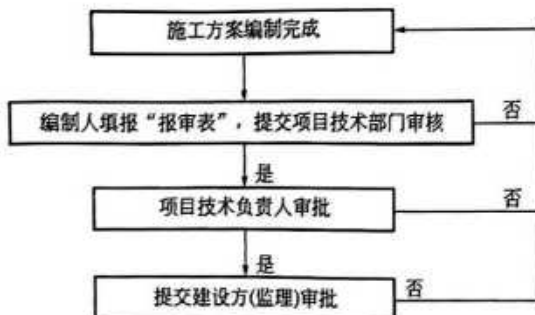 施工方案编制完成
编制人填报“报审表”，提交项目技术部门审核
否
是
项目技术负责人审批
否
是
提交建设方(监理)审批
否